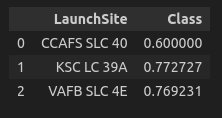 LaunchSite Class
0 CCAFS SLC 40 0.600000
1 KSC LC 39A 0.772727
2 VAFB SLC 4E 0.769231